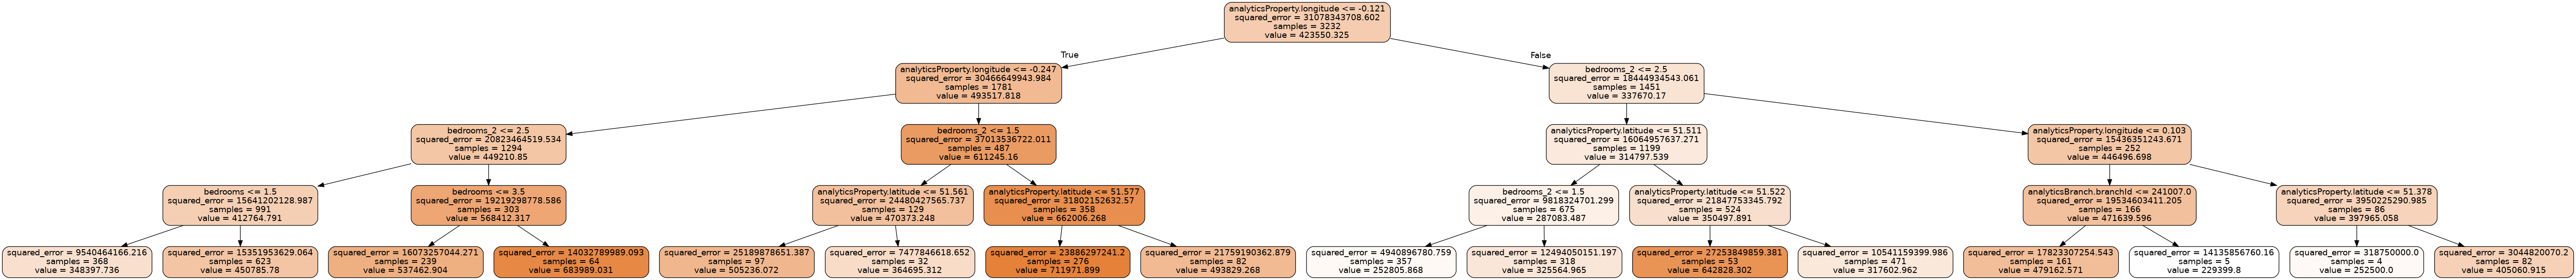 analyticsProperty.longitude <= -0.121
squared_error = 31078343708.602
samples = 3232
value = 423550.325
True
False
analyticsProperty.longitude <= -0.247
squared_error = 30466649943.984
samples = 1781
value = 493517.818
bedrooms_2 <= 2.5
squared_error = 18444934543.061
samples = 1451
value = 337670.17
bedrooms_2 <= 2.5
squared_error = 20823464519.534
samples = 1294
value = 449210.85
bedrooms_2 <= 1.5
squared_error = 37013536722.011
samples = 487
value = 611245.16
analyticsProperty.latitude <= 51.511
squared_error = 16064957637.271
samples = 1199
value = 314797.539
analyticsProperty.longitude <= 0.103
squared_error = 15436351243.671
samples = 252
value = 446496.698
bedrooms <= 1.5
squared_error = 15641202128.987
samples = 991
value = 412764.791
bedrooms <= 3.5
squared_error = 19219298778.586
samples = 303
value = 568412.317
analyticsProperty.latitude <= 51.561
squared_error = 24480427565.737
samples = 129
value = 470373.248
analyticsProperty.latitude <= 51.577
squared_error = 31802152632.57
samples = 358
value = 662006.268
bedrooms_2 <= 1.5
squared_error = 9818324701.299
samples = 675
value = 287083.487
analyticsProperty.latitude <= 51.522
squared_error = 21847753345.792
samples = 524
value = 350497.891
analyticsBranch.branchId <= 241007.0
squared_error = 19534603411.205
samples = 166
value = 471639.596
analyticsProperty.latitude <= 51.378
squared_error = 3950225290.985
samples = 86
value = 397965.058
squared_error = 9540464166.216
samples = 368
value = 348397.736
squared_error = 15351953629.064
samples = 623
value = 450785.78
squared_error = 16073257044.271
samples = 239
value = 537462.904
squared_error = 14032789989.093
samples = 64
value = 683989.031
squared_error = 25189878651.387
samples = 97
value = 505236.072
squared_error = 7477846618.652
samples = 32
value = 364695.312
squared_error = 23886297241.2
samples = 276
value = 711971.899
squared_error = 21759190362.879
samples = 82
value = 493829.268
squared_error = 4940896780.759
samples = 357
value = 252805.868
squared_error = 12494050151.197
samples = 318
value = 325564.965
squared_error = 27253849859.381
samples = 53
value = 642828.302
squared_error = 10541159399.986
samples = 471
value = 317602.962
squared_error = 17823307254.543
samples = 161
value = 479162.571
squared_error = 14135856760.16
samples = 5
value = 229399.8
squared_error = 318750000.0
samples = 4
value = 252500.0
squared_error = 3044820070.2
samples = 82
value = 405060.915